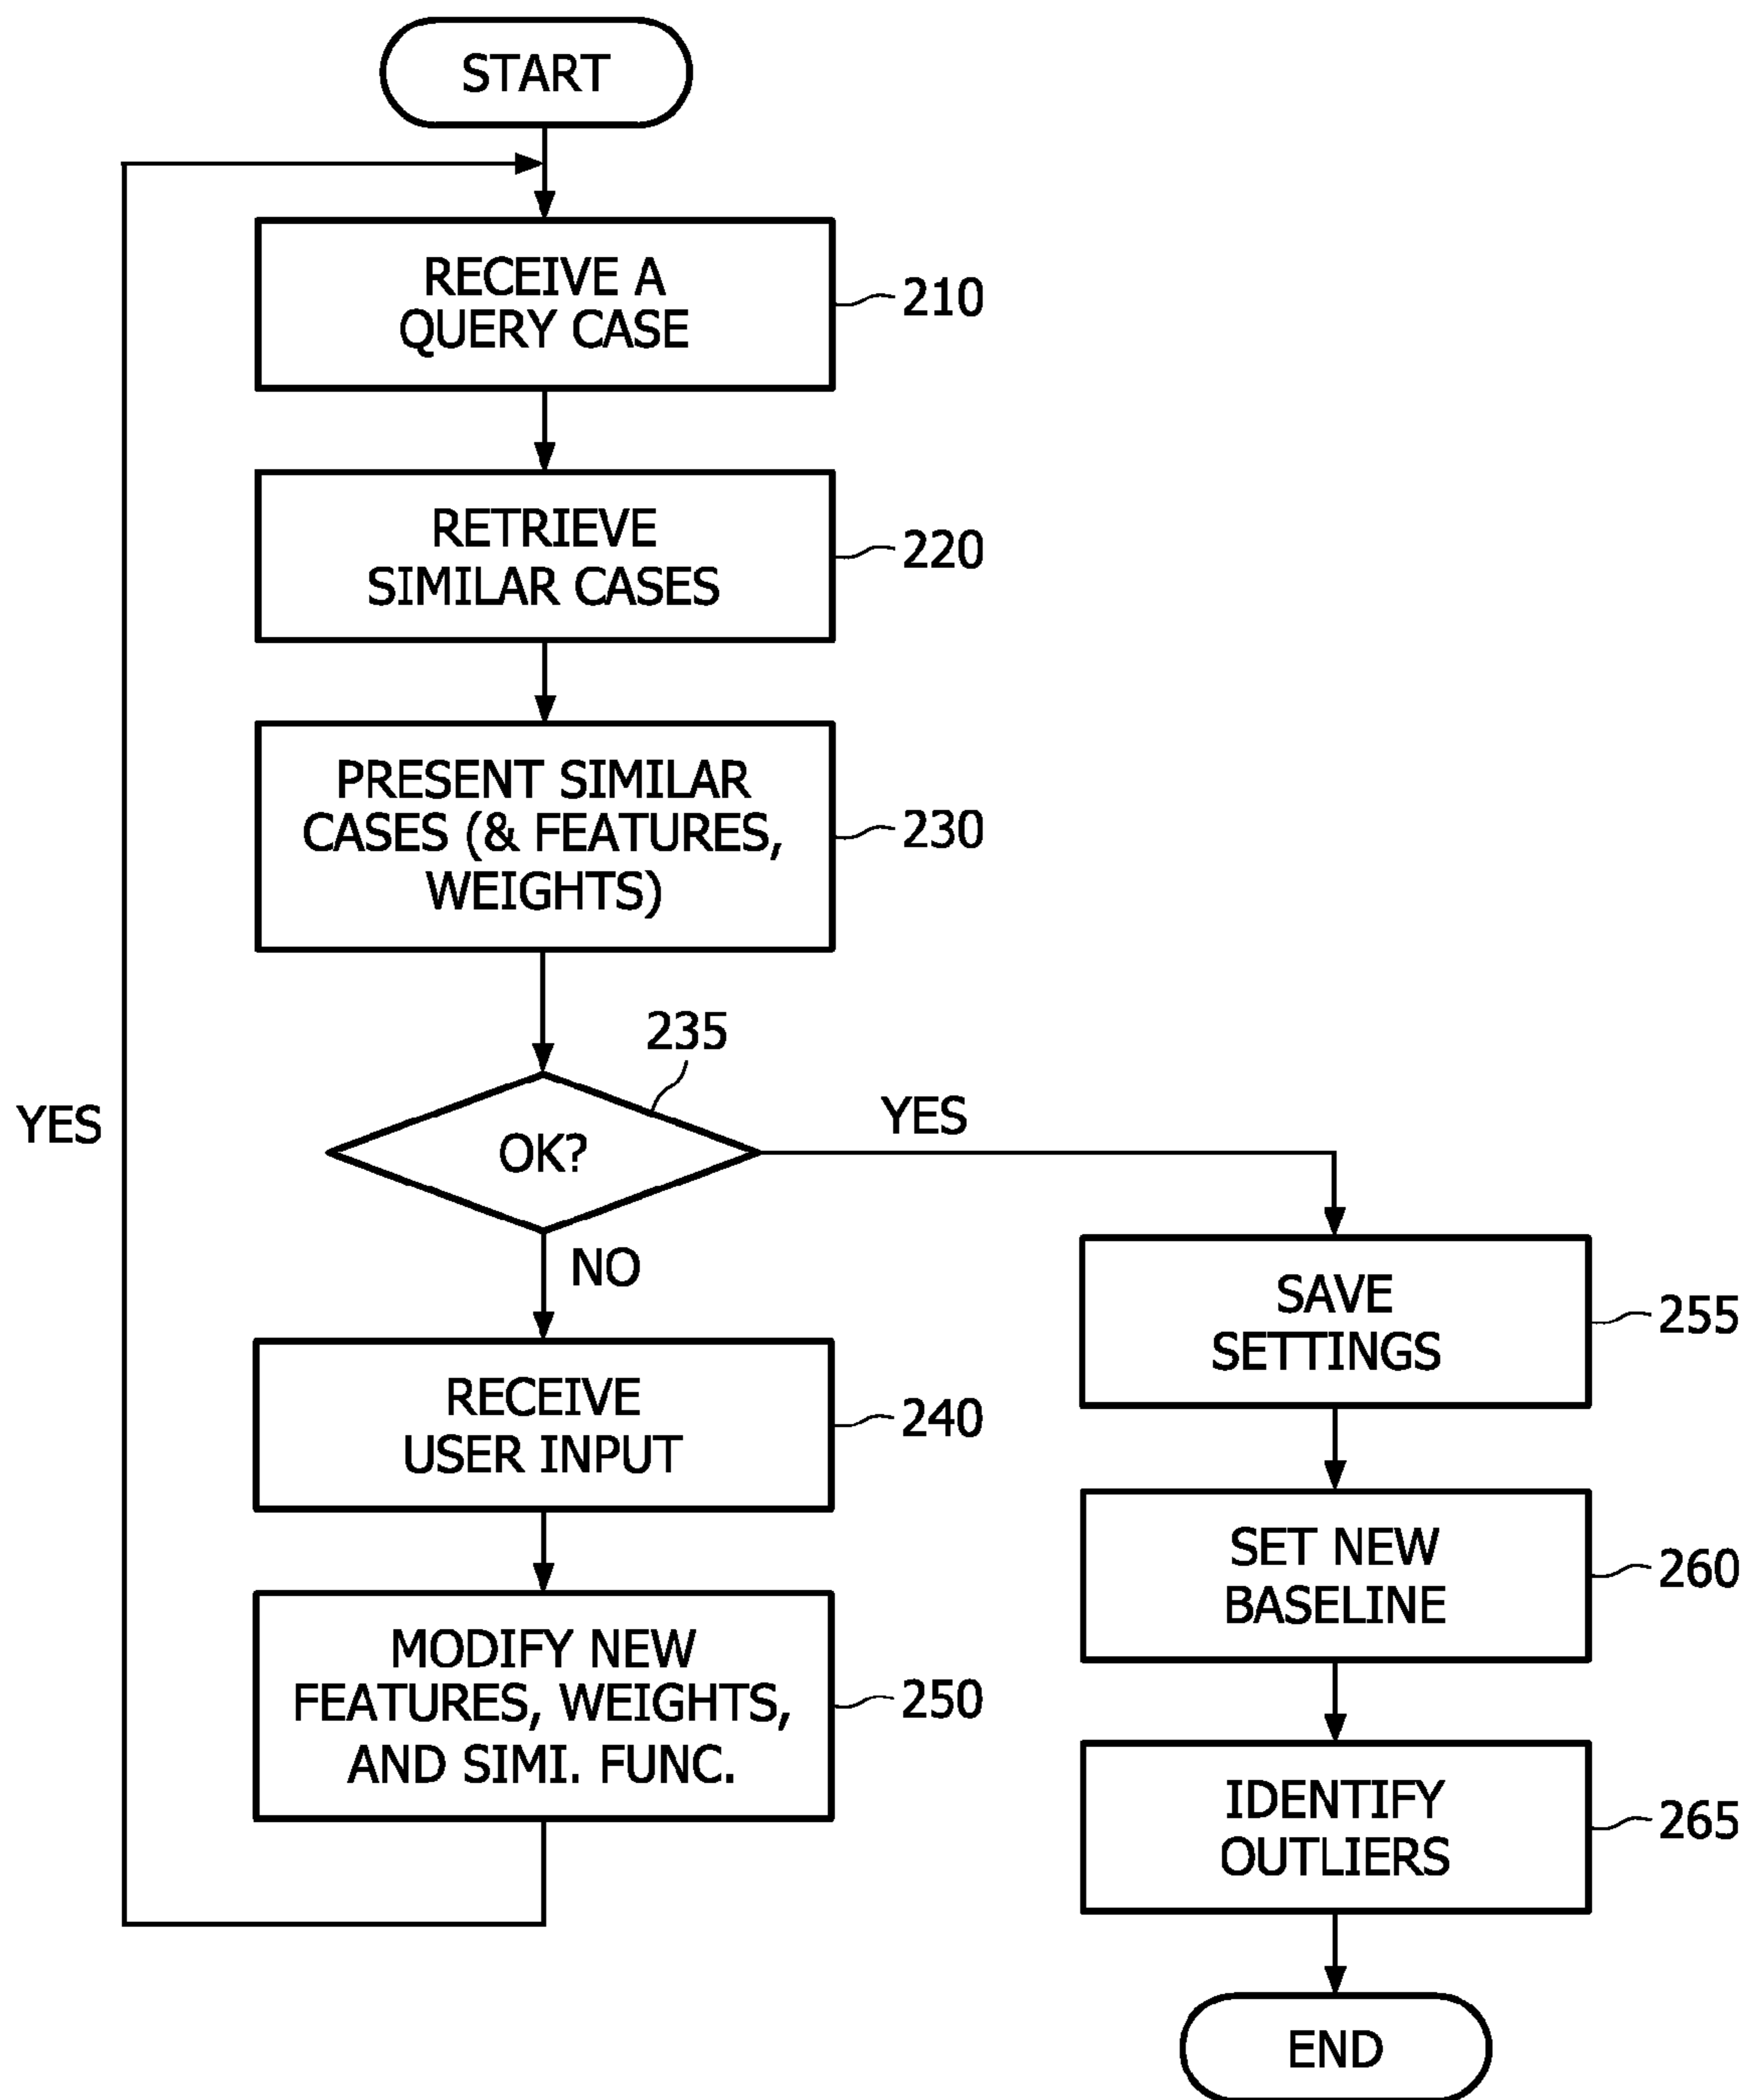 START
RECEIVE A
QUERY CASE
210
RETRIEVE
SIMILAR CASES
220
PRESENT SIMILAR
CASES (& FEATURES,
WEIGHTS)
230
235
YES
OK?
YES
NO
SAVE
SETTINGS
255
RECEIVE
USER INPUT
240
SET NEW
BASELINE
260
MODIFY NEW
FEATURES, WEIGHTS,
AND SIMI. FUNC.
250
IDENTIFY
OUTLIERS
265
END